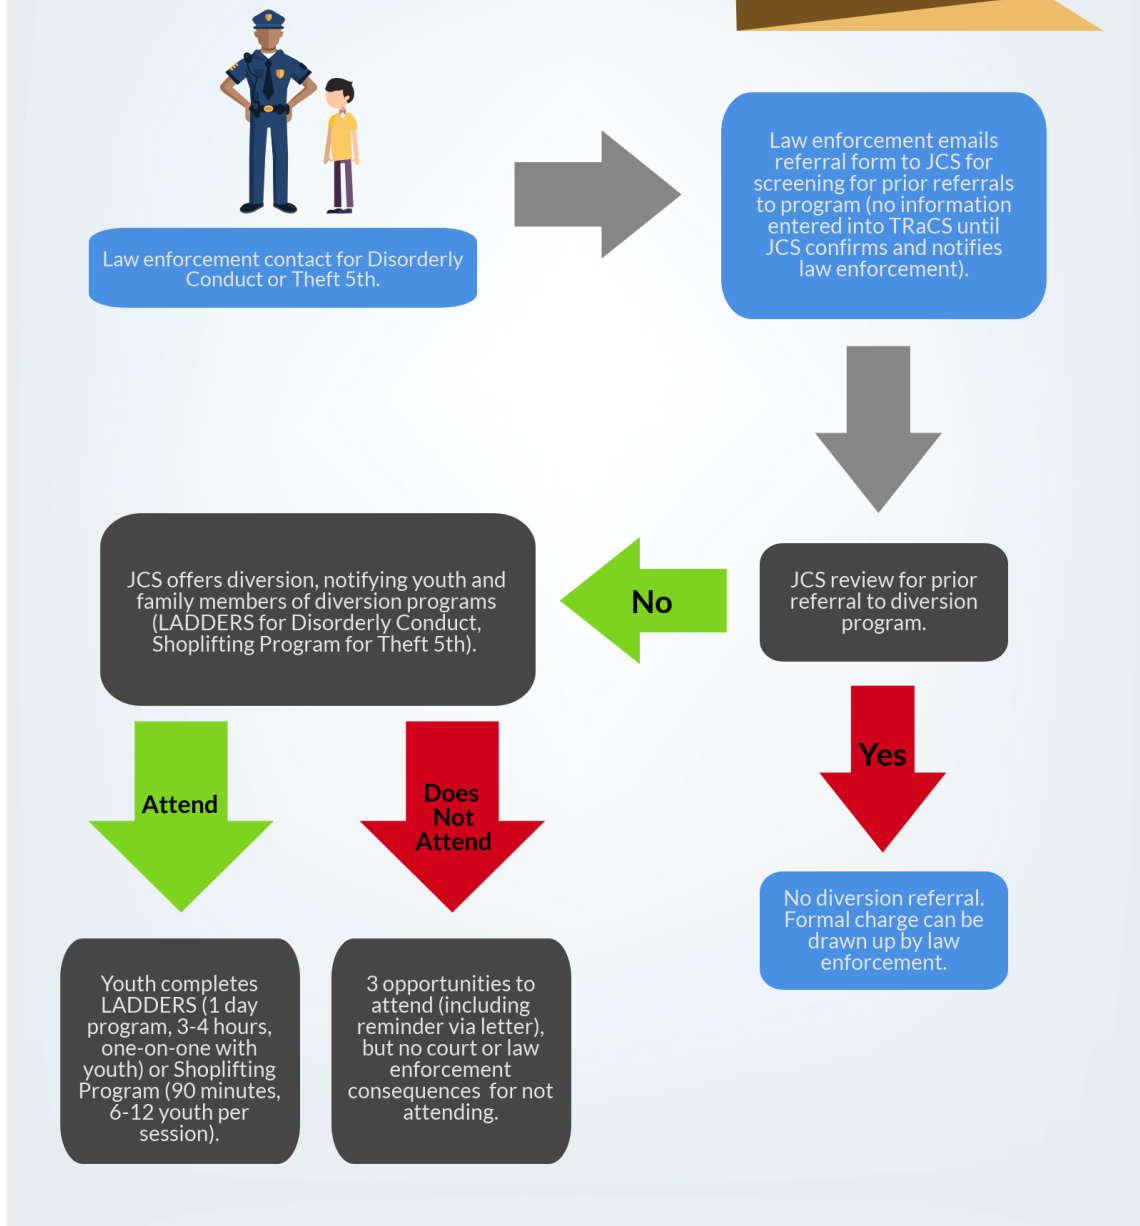 Law enforcement contact for Disorderly
Conduct or Theft 5th.
Law enforcement emails
referral form to JCS for
screening for prior referrals
to program (no information
entered into TRaCS until
JCS confirms and notifies
law enforcement).
JCS review for prior
referral to diversion
program.
No
JCS offers diversion, notifying youth and
family members of diversion programs
(LADDERS for Disorderly Conduct,
Shoplifting Program for Theft 5th).
Yes
No diversion referral.
Formal charge can be
drawn up by law
enforcement.
Attend
Does
Not
Attend
Youth completes
LADDERS (1 day
program, 3-4 hours,
one-on-one with
youth) or Shoplifting
Program (90 minutes,
6-12 youth per
session).
3 opportunities to
attend (including
reminder via letter),
but no court or law
enforcement
consequences  for not
attending.